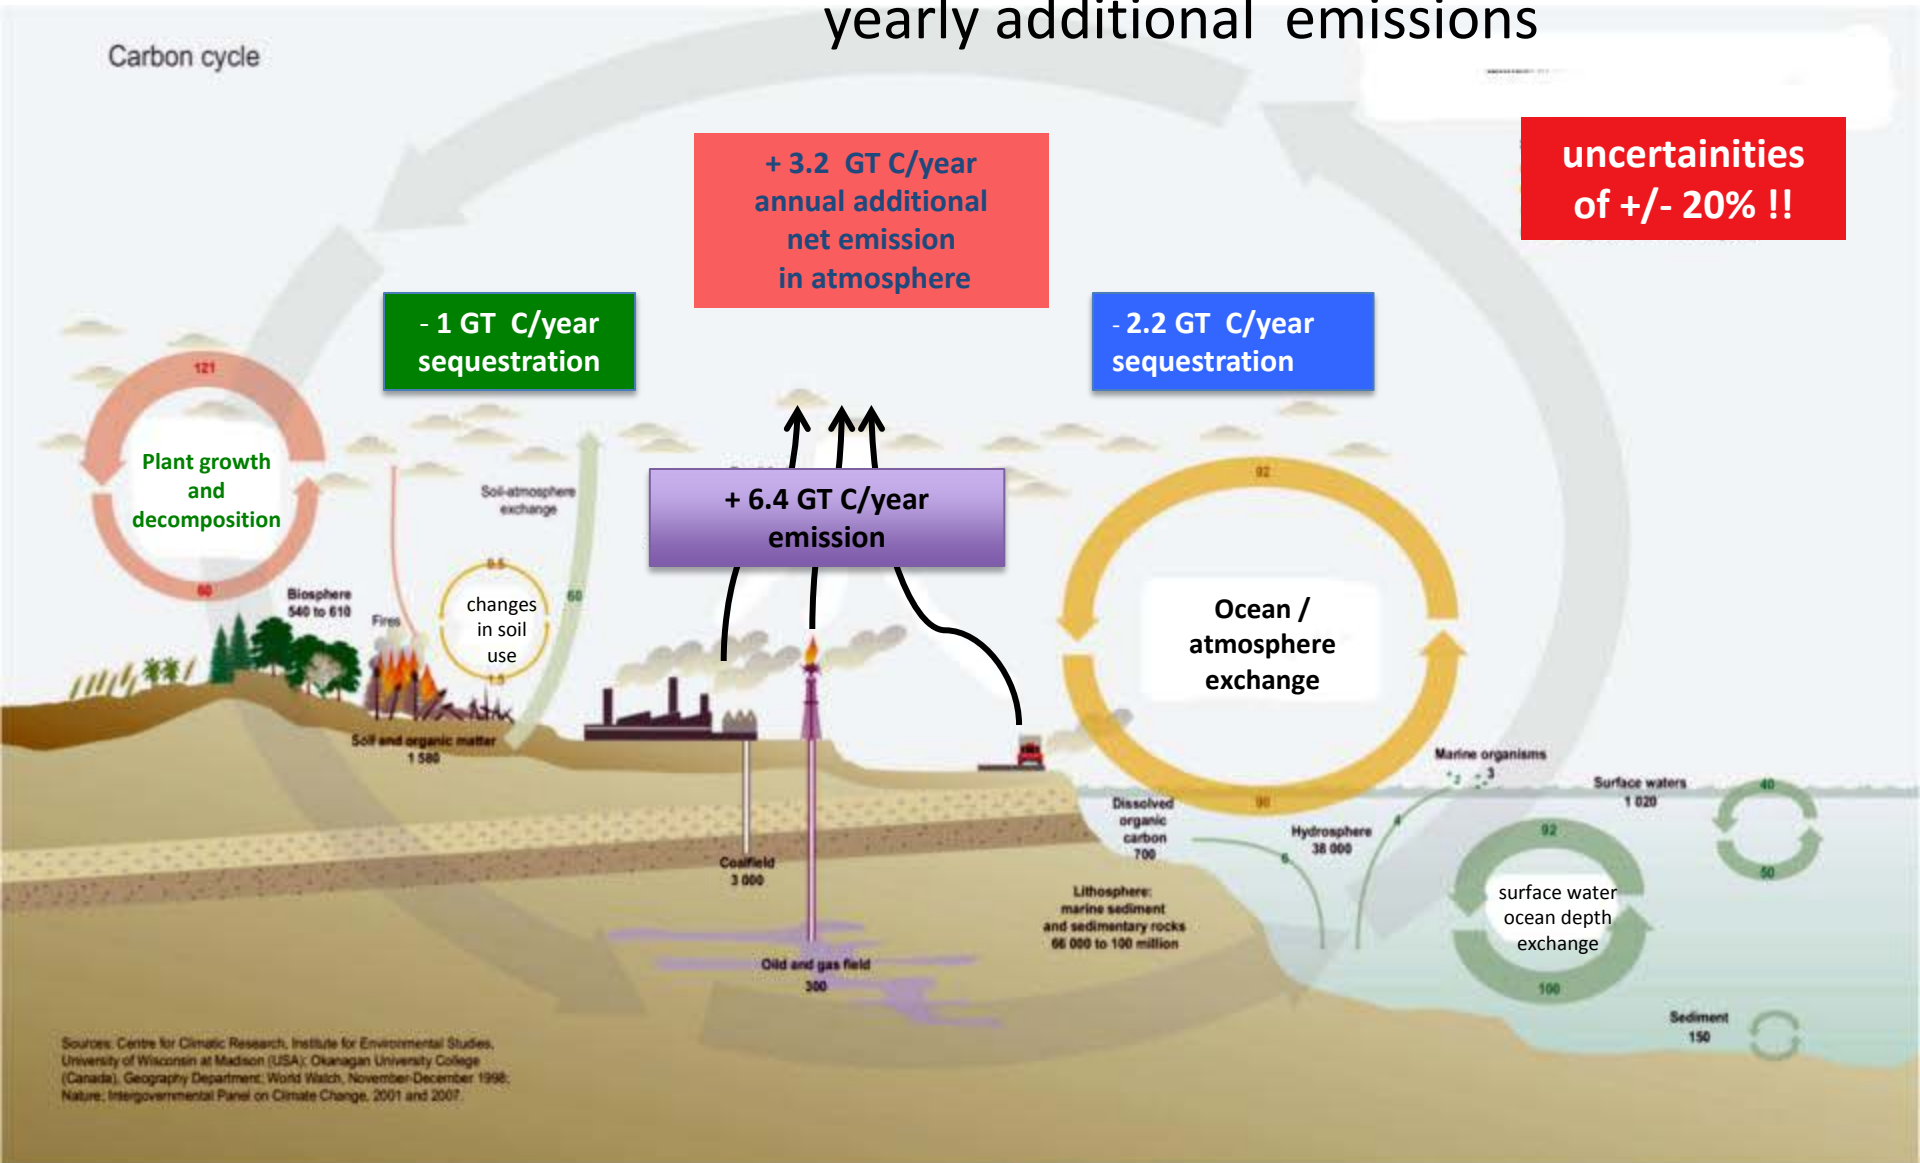 yearly additional emissions
Carbon cycle
+ 3.2 GT C/year
annual additional
net emission
in atmosphere
uncertainities
of +/- 20% !!
- 1 GT C/year
sequestration
- 2.2 GT C/year
sequestration
121
Plant growth
and
decomposition
60
Soil-atmosphere
exchange
+ 6.4 GT C/year
emission
92
Ocean /
atmosphere
exchange
90
Biosphere
540 to 610
Fires
0.5
changes
in soil
use
1.5
60
Soil and organic matter
1 580
Marine organisms
3
Surface waters
1 020
40
50
Dissolved
organic
carbon
700
6
Hydrosphere
38 000
4
92
surface water
ocean depth
exchange
100
Coalfield
3 000
Lithosphere:
marine sediment
and sedimentary rocks
66 000 to 100 million
Oild and gas field
300
Sediment
150
Sources: Centre for Climatic Research, Institute for Environmental Studies,
University of Wisconsin at Madison (USA); Okanagan University College
(Canada), Geography Department; World Watch, November-December 1998;
Nature; Intergovernmental Panel on Climate Change, 2001 and 2007.